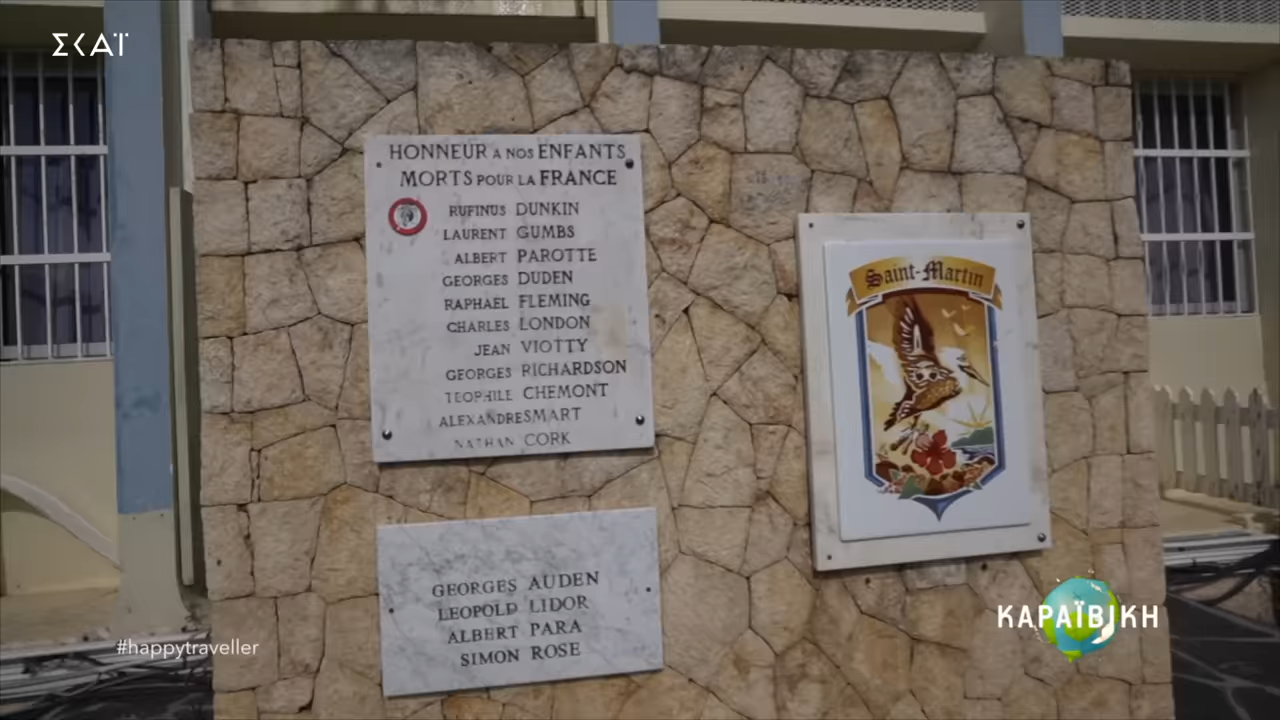 ΣΚΑΪ
HONNEUR A NOS ENFANTS
MORTS POUR LA FRANCE
RUFINUS DUNKIN
LAURENT GUMBS
ALBERT PAROTTE
GEORGES DUDEN
RAPHAEL FLEMING
CHARLES LONDON
JEAN VIOTTY
GEORGES RICHARDSON
TEOPHILE CHEMONT
ALEXANDRE SMART
NATHAN CORK
Saint-Martin
GEORGES AUDEN
LEOPOLD LIDOR
ALBERT PARA
SIMON ROSE
ΚΑΡΑΪΒΙΚΗ
#happytraveller